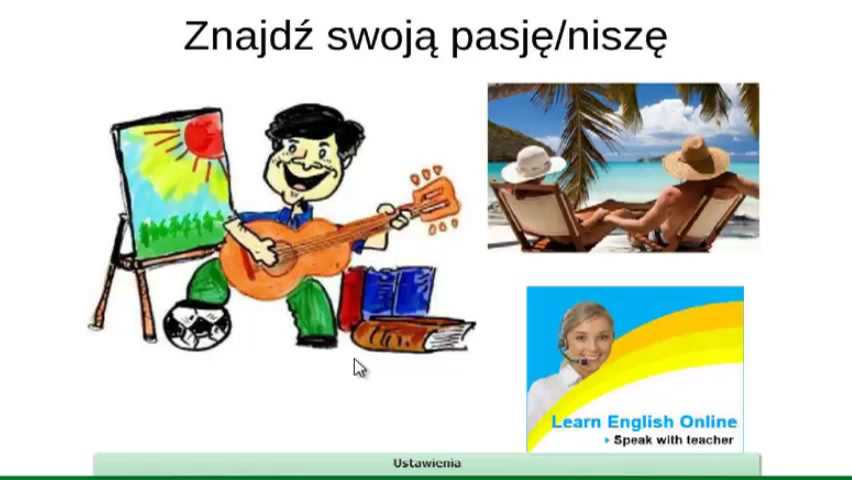 Znajdź swoją pasję/niszę
Learn English Online
Speak with teacher
Ustawienia